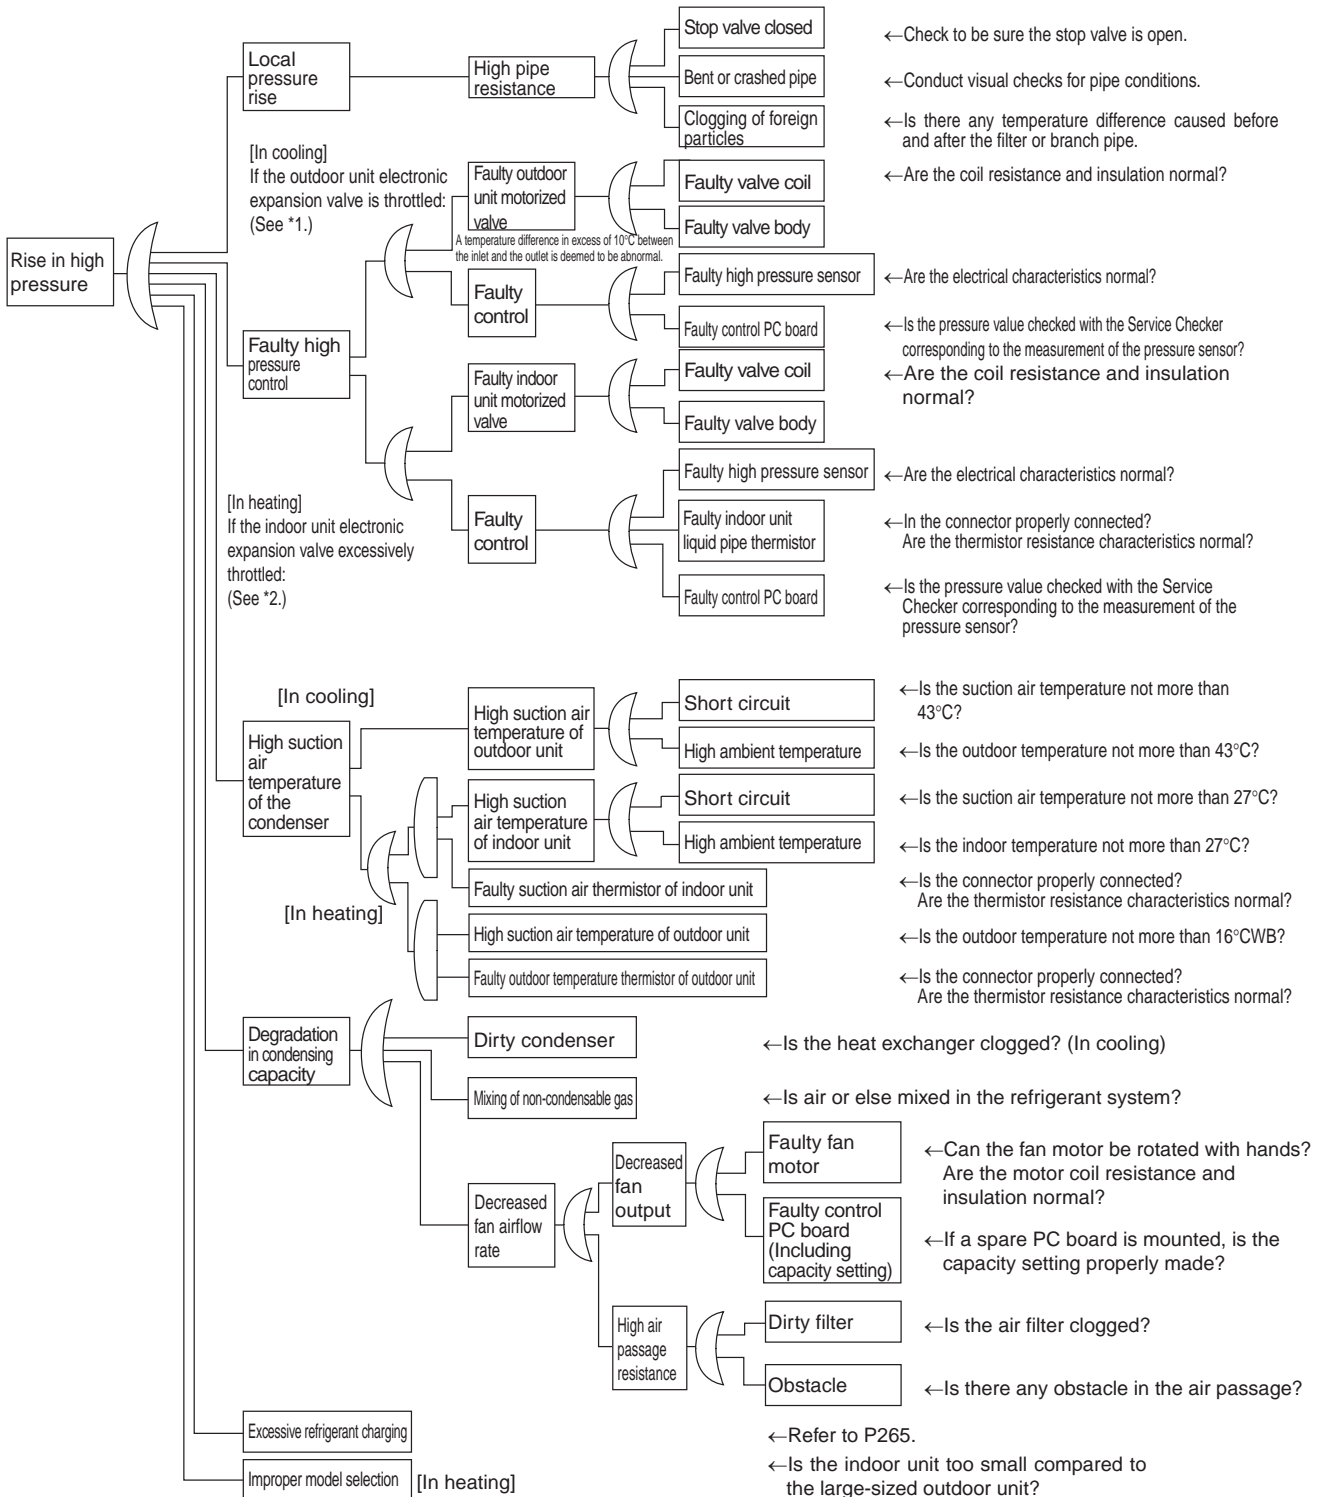 Stop valve closed
←Check to be sure the stop valve is open.
Local
pressure
rise
High pipe
resistance
Bent or crashed pipe
←Conduct visual checks for pipe conditions.
Clogging of foreign
particles
←Is there any temperature difference caused before
and after the filter or branch pipe.
[In cooling]
If the outdoor unit electronic
expansion valve is throttled:
(See *1.)
Faulty outdoor
unit motorized
valve
Faulty valve coil
←Are the coil resistance and insulation normal?
Faulty valve body
A temperature difference in excess of 10°C between
the inlet and the outlet is deemed to be abnormal.
Rise in high
pressure
Faulty
control
Faulty high pressure sensor
←Are the electrical characteristics normal?
Faulty control PC board
←Is the pressure value checked with the Service Checker
corresponding to the measurement of the pressure sensor?
Faulty high
pressure
control
Faulty indoor
unit motorized
valve
Faulty valve coil
←Are the coil resistance and insulation
normal?
Faulty valve body
Faulty high pressure sensor
←Are the electrical characteristics normal?
[In heating]
If the indoor unit electronic
expansion valve excessively
throttled:
(See *2.)
Faulty
control
Faulty indoor unit
liquid pipe thermistor
←In the connector properly connected?
Are the thermistor resistance characteristics normal?
Faulty control PC board
←Is the pressure value checked with the Service
Checker corresponding to the measurement of the
pressure sensor?
[In cooling]
High suction air
temperature of
outdoor unit
Short circuit
←Is the suction air temperature not more than
43°C?
High ambient temperature
←Is the outdoor temperature not more than 43°C?
High suction
air
temperature
of the
condenser
High suction
air temperature
of indoor unit
Short circuit
←Is the suction air temperature not more than 27°C?
High ambient temperature
←Is the indoor temperature not more than 27°C?
[In heating]
Faulty suction air thermistor of indoor unit
←Is the connector properly connected?
Are the thermistor resistance characteristics normal?
High suction air temperature of outdoor unit
←Is the outdoor temperature not more than 16°CWB?
Faulty outdoor temperature thermistor of outdoor unit
←Is the connector properly connected?
Are the thermistor resistance characteristics normal?
Degradation
in condensing
capacity
Dirty condenser
←Is the heat exchanger clogged? (In cooling)
Mixing of non-condensable gas
←Is air or else mixed in the refrigerant system?
Decreased
fan airflow
rate
Decreased
fan
output
Faulty fan
motor
←Can the fan motor be rotated with hands?
Are the motor coil resistance and
insulation normal?
Faulty control
PC board
(Including
capacity setting)
←If a spare PC board is mounted, is the
capacity setting properly made?
High air
passage
resistance
Dirty filter
←Is the air filter clogged?
Obstacle
←Is there any obstacle in the air passage?
Excessive refrigerant charging
←Refer to P265.
Improper model selection
[In heating]
←Is the indoor unit too small compared to
the large-sized outdoor unit?